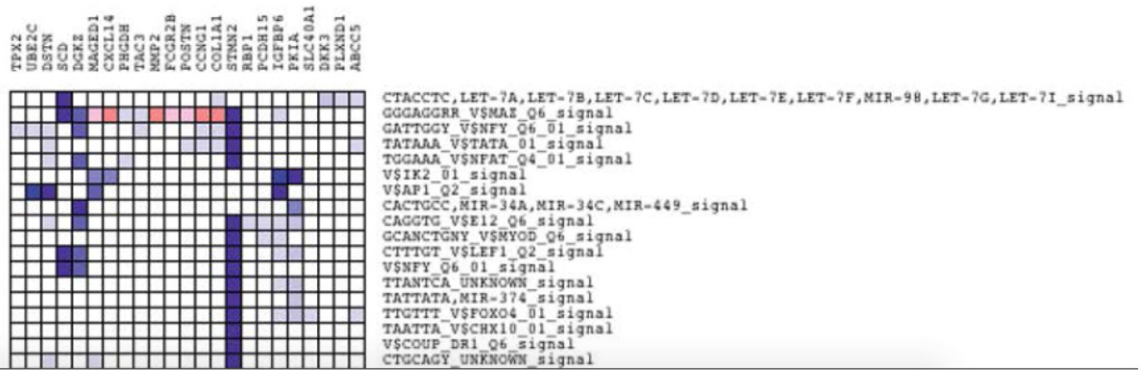 TPX2
UBE2C
DSTN
SCD
DGKZ
MAGED1
CXCL14
PHGDH
TAC3
MMP2
FCGR2B
POSTN
CCNG1
COL1A1
STMN2
RBP1
PCDH15
IGFBP6
PKIA
SLC40A1
DKK3
PLXND1
ABCC5
CTACCTC,LET-7A,LET-7B,LET-7C,LET-7D,LET-7E,LET-7F,MIR-98,LET-7G,LET-7I_signal
GGGAGGRR_V$MAZ_Q6_signal
GATTGGY_V$NFY_Q6_01_signal
TATAAA_V$TATA_01_signal
TGGAAA_V$NFAT_Q4_01_signal
V$IK2_01_signal
V$AP1_Q2_signal
CACTGCC,MIR-34A,MIR-34C,MIR-449_signal
CAGGTG_V$E12_Q6_signal
GCANCTGNY_V$MYOD_Q6_signal
CTTTGT_V$LEF1_Q2_signal
V$NFY_Q6_01_signal
TTANTCA_UNKNOWN_signal
TATTATA,MIR-374_signal
TTGTTT_V$FOXO4_01_signal
TAATTA_V$CHX10_01_signal
V$COUP_DR1_Q6_signal
CTGCAGY_UNKNOWN_signal